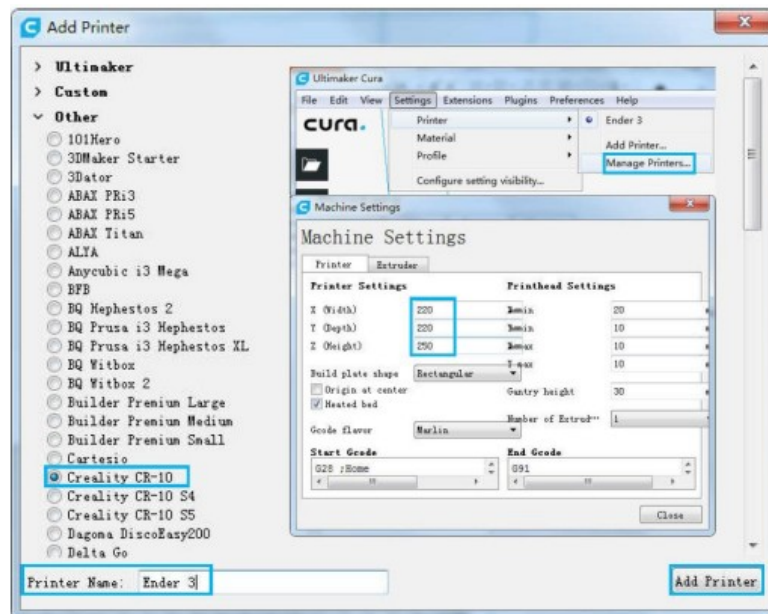 Add Printer
Ultimaker
Custom
Other
101Hero
3DMaker Starter
3Dator
ABAX PRi3
ABAX PRi5
ABAX Titan
ALYA
Anycubic i3 Mega
BFB
BQ Hephestos 2
BQ Prusa i3 Hephestos
BQ Prusa i3 Hephestos XL
BQ Witbox
BQ Witbox 2
Builder Premium Large
Builder Premium Medium
Builder Premium Small
Cartesio
Creality CR-10
Creality CR-10 S4
Creality CR-10 S5
Dagoma DiscoEasy200
Delta Go
Printer Name: Ender 3
Add Printer
Ultimaker Cura
File Edit View Settings Extensions Plugins Preferences Help
cura.
Printer
Ender 3
Material
Add Printer...
Profile
Manage Printers...
Configure setting visibility...
Machine Settings
Machine Settings
Printer Extruder
Printer Settings
Printhead Settings
X (Width) 220
20
Y (Depth) 220
10
Z (Height) 250
10
10
Build plate shape Rectangular
Origin at center
Gantry height 30
Heated bed
Number of Extrud… 1
Gcode flavor Marlin
Start Gcode
End Gcode
G28 ;Home
G91
Close